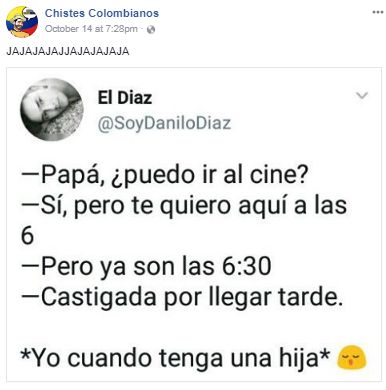 Chistes Colombianos
October 14 at 7:28pm ·
JAJAJAJAJJAJAJAJAJA
El Diaz
@SoyDaniloDiaz
—Papá, ¿puedo ir al cine?
—Sí, pero te quiero aquí a las
6
—Pero ya son las 6:30
—Castigada por llegar tarde.
*Yo cuando tenga una hija* 😌